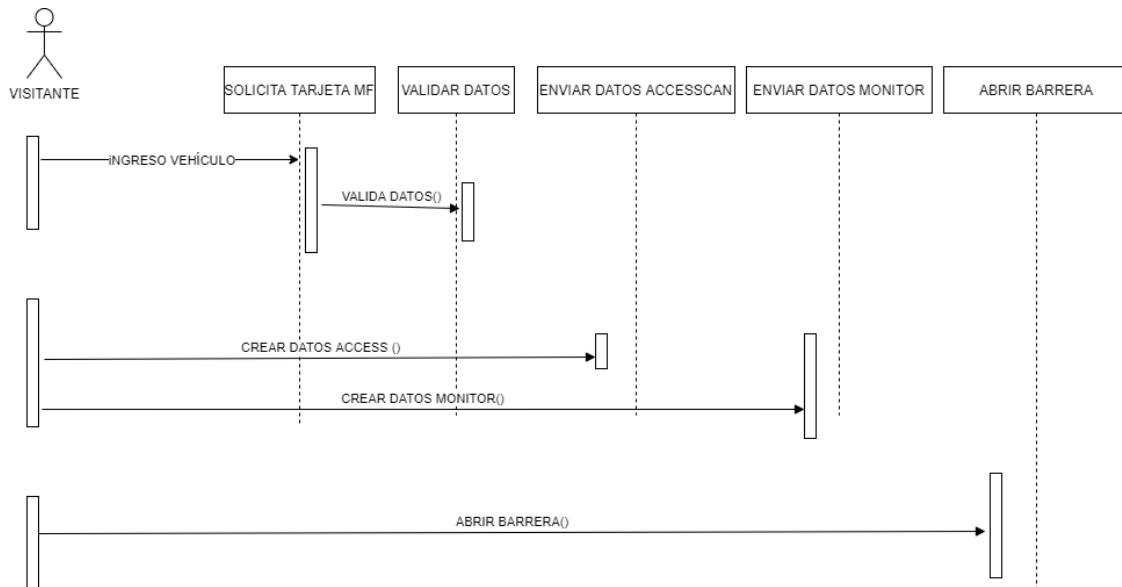 VISITANTE
SOLICITA TARJETA MF
VALIDAR DATOS
ENVIAR DATOS ACCESSCAN
ENVIAR DATOS MONITOR
ABRIR BARRERA
iNGRESO VEHÍCULO
VALIDA DATOS()
CREAR DATOS ACCESS ()
CREAR DATOS MONITOR()
ABRIR BARRERA()